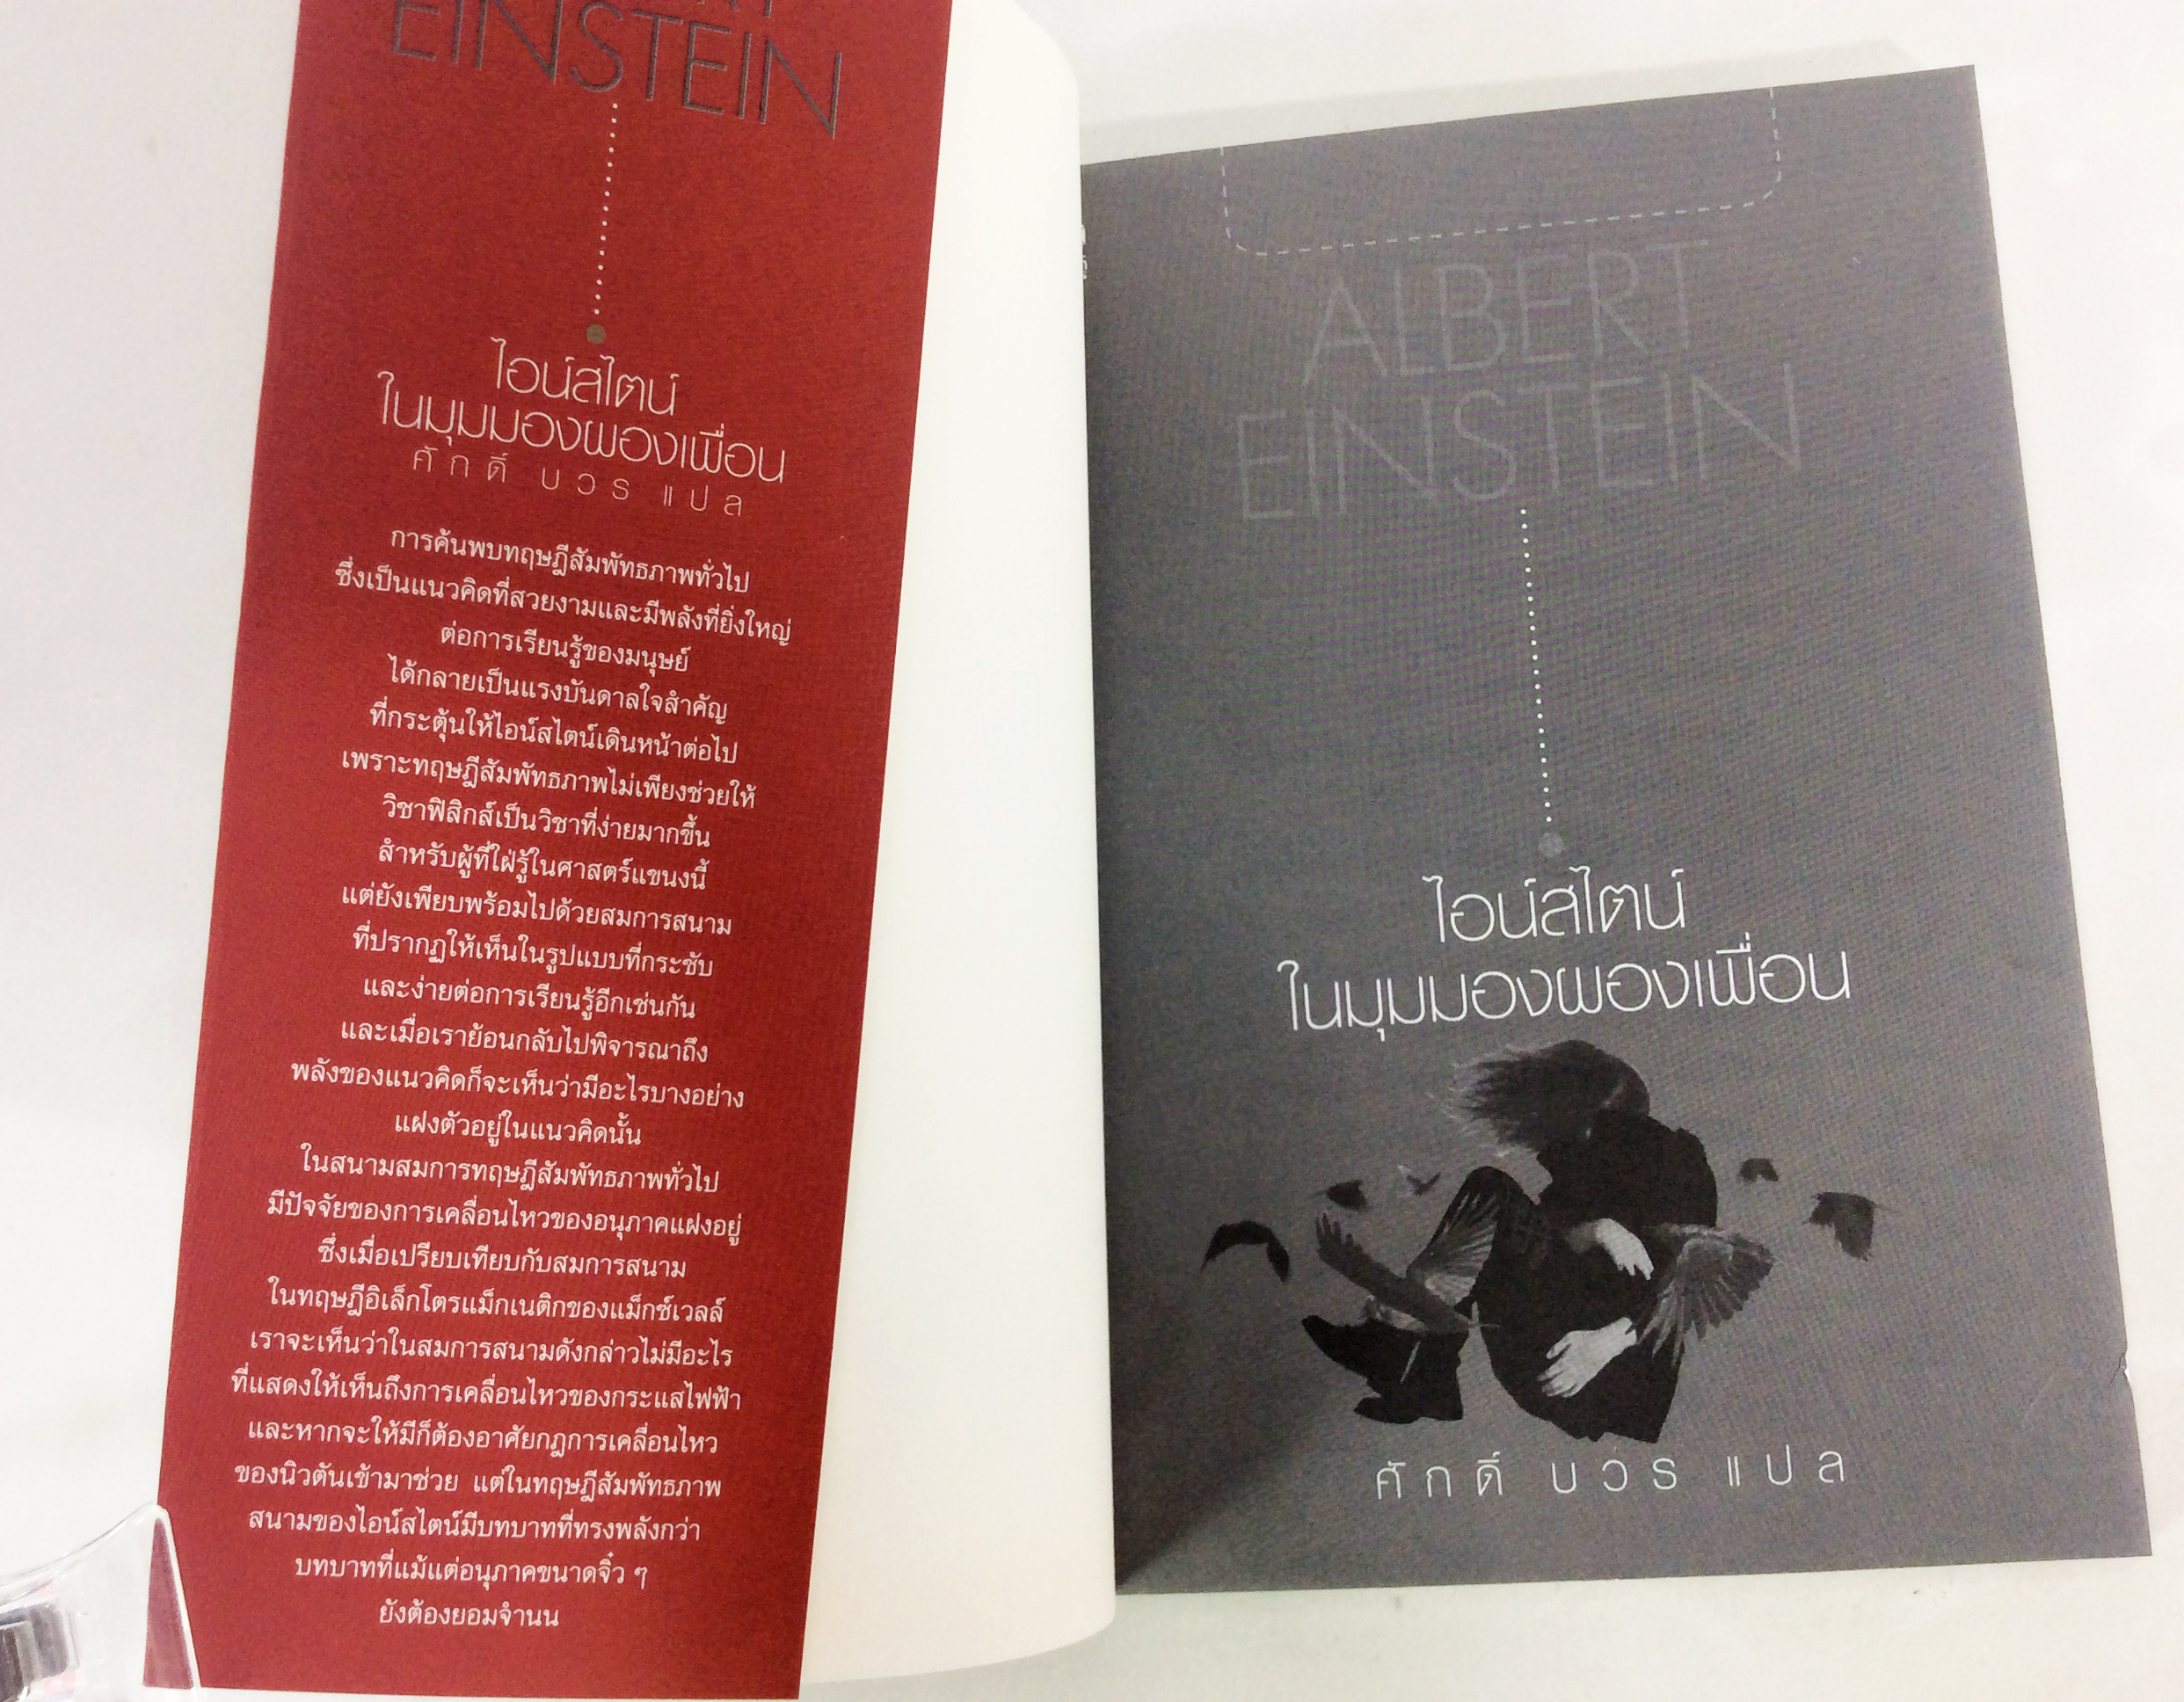 EINSTEIN
ไอน์สไตน์
ในมุมมองผองเพื่อน
ศักดิ์ บวร แปล
การค้นพบทฤษฎีสัมพัทธภาพทั่วไป
ซึ่งเป็นแนวคิดที่สวยงามและมีพลังที่ยิ่งใหญ่
ต่อการเรียนรู้ของมนุษย์
ได้กลายเป็นแรงบันดาลใจสำคัญ
ที่กระตุ้นให้ไอน์สไตน์เดินหน้าต่อไป
เพราะทฤษฎีสัมพัทธภาพไม่เพียงช่วยให้
วิชาฟิสิกส์เป็นวิชาที่ง่ายมากขึ้น
สำหรับผู้ที่ใฝ่รู้ในศาสตร์แขนงนี้
แต่ยังเพียบพร้อมไปด้วยสมการสนาม
ที่ปรากฏให้เห็นในรูปแบบที่กระชับ
และง่ายต่อการเรียนรู้อีกเช่นกัน
และเมื่อเราย้อนกลับไปพิจารณาถึง
พลังของแนวคิดก็จะเห็นว่ามีอะไรบางอย่าง
แฝงตัวอยู่ในแนวคิดนั้น
ในสนามสมการทฤษฎีสัมพัทธภาพทั่วไป
มีปัจจัยของการเคลื่อนไหวของอนุภาคแฝงอยู่
ซึ่งเมื่อเปรียบเทียบกับสมการสนาม
ในทฤษฎีอิเล็กโตรแม็กเนติกของแม็กซ์เวลล์
เราจะเห็นว่าในสมการสนามดังกล่าวไม่มีอะไร
ที่แสดงให้เห็นถึงการเคลื่อนไหวของกระแสไฟฟ้า
และหากจะให้มีก็ต้องอาศัยกฎการเคลื่อนไหว
ของนิวตันเข้ามาช่วย แต่ในทฤษฎีสัมพัทธภาพ
สนามของไอน์สไตน์มีบทบาทที่ทรงพลังกว่า
บทบาทที่แม้แต่อนุภาคขนาดจิ๋ว ๆ
ยังต้องยอมจำนน
ALBERT
EINSTEIN
ไอน์สไตน์
ในมุมมองผองเพื่อน
ศักดิ์ บวร แปล